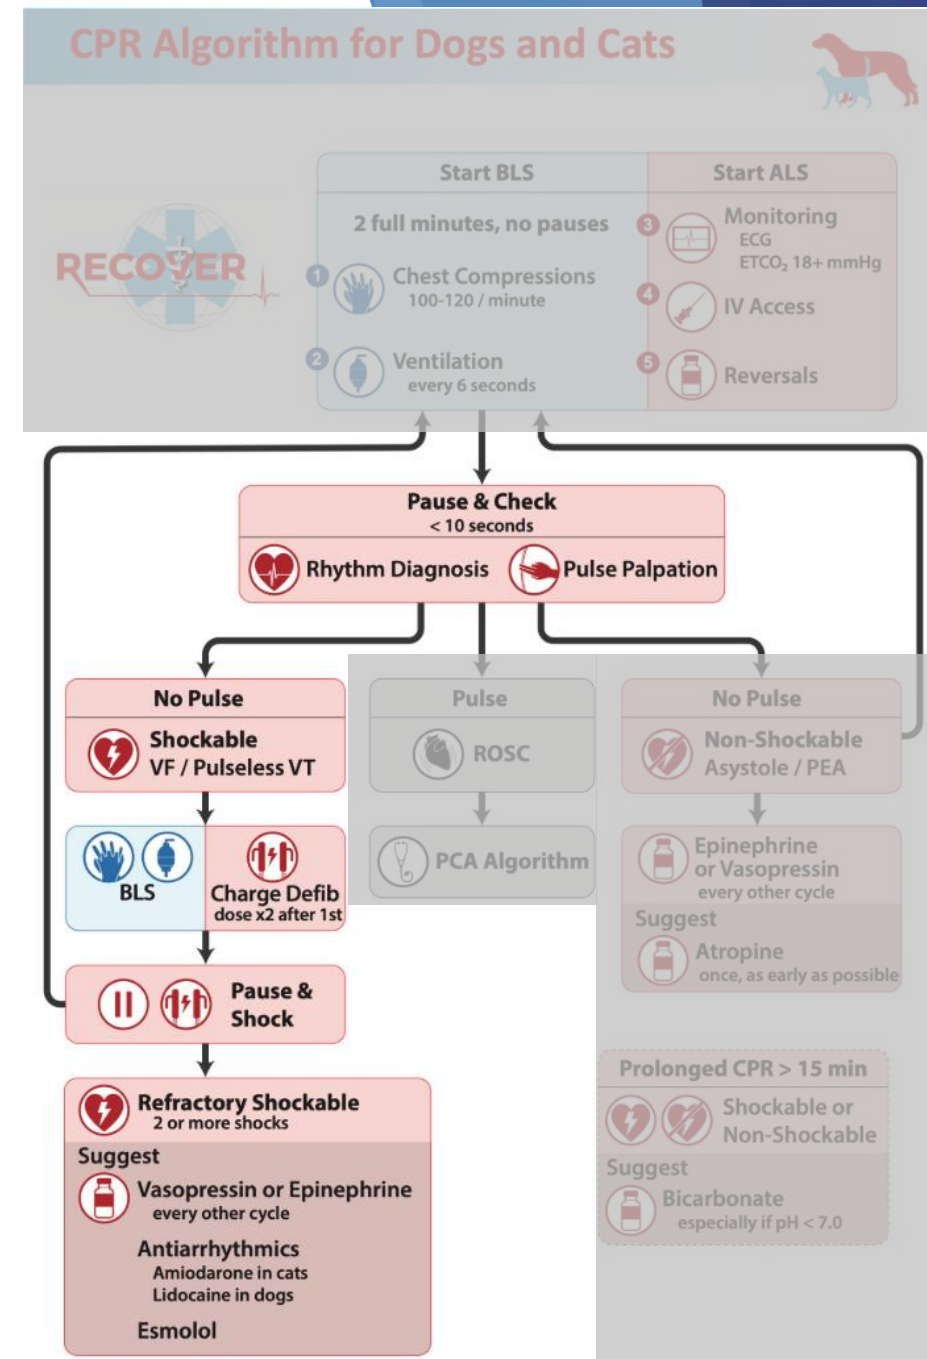 CPR Algorithm for Dogs and Cats
RECOVER
Start BLS
2 full minutes, no pauses
1
Chest Compressions
100-120 / minute
2
Ventilation
every 6 seconds
Start ALS
3
Monitoring
ECG
ETCO₂ 18+ mmHg
4
IV Access
5
Reversals
Pause & Check
< 10 seconds
Rhythm Diagnosis
Pulse Palpation
No Pulse
Shockable
VF / Pulseless VT
BLS
Charge Defib
dose x2 after 1st
Pause &
Shock
Refractory Shockable
2 or more shocks
Suggest
Vasopressin or Epinephrine
every other cycle
Antiarrhythmics
Amiodarone in cats
Lidocaine in dogs
Esmolol
Pulse
ROSC
PCA Algorithm
No Pulse
Non-Shockable
Asystole / PEA
Epinephrine
or Vasopressin
every other cycle
Suggest
Atropine
once, as early as possible
Prolonged CPR > 15 min
Shockable or
Non-Shockable
Suggest
Bicarbonate
especially if pH < 7.0